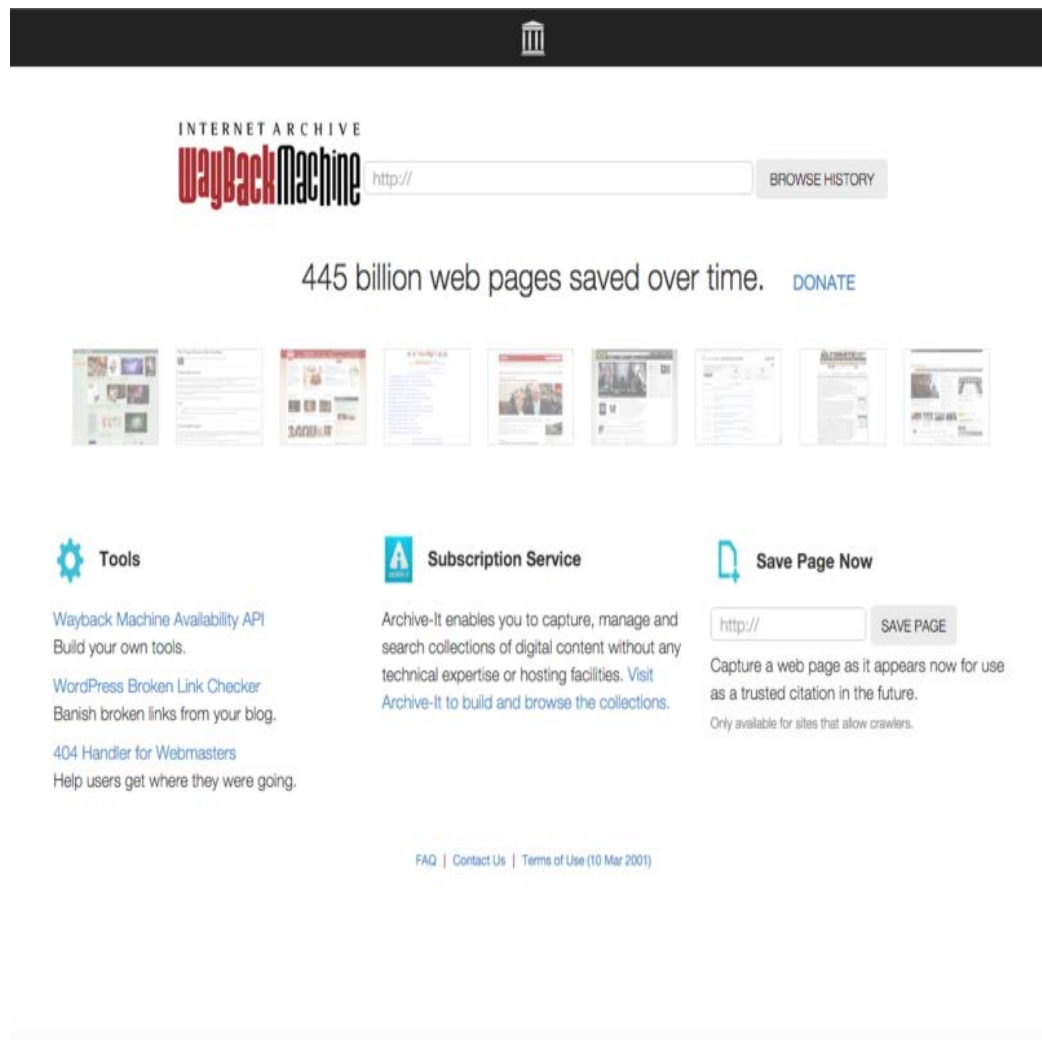 INTERNET ARCHIVE
WayBackMachine
http://
BROWSE HISTORY
445 billion web pages saved over time.
DONATE
Tools
Wayback Machine Availability API
Build your own tools.
WordPress Broken Link Checker
Banish broken links from your blog.
404 Handler for Webmasters
Help users get where they were going.
Subscription Service
Archive-It enables you to capture, manage and
search collections of digital content without any
technical expertise or hosting facilities. Visit
Archive-It to build and browse the collections.
Save Page Now
http://
SAVE PAGE
Capture a web page as it appears now for use
as a trusted citation in the future.
Only available for sites that allow crawlers.
FAQ | Contact Us | Terms of Use (10 Mar 2001)